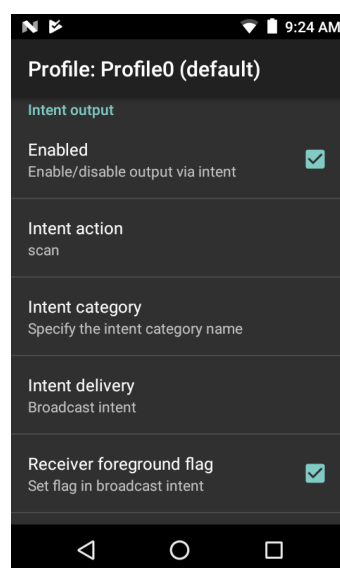 9:24 AM
Profile: Profile0 (default)
Intent output
Enabled
Enable/disable output via intent
Intent action
scan
Intent category
Specify the intent category name
Intent delivery
Broadcast intent
Receiver foreground flag
Set flag in broadcast intent